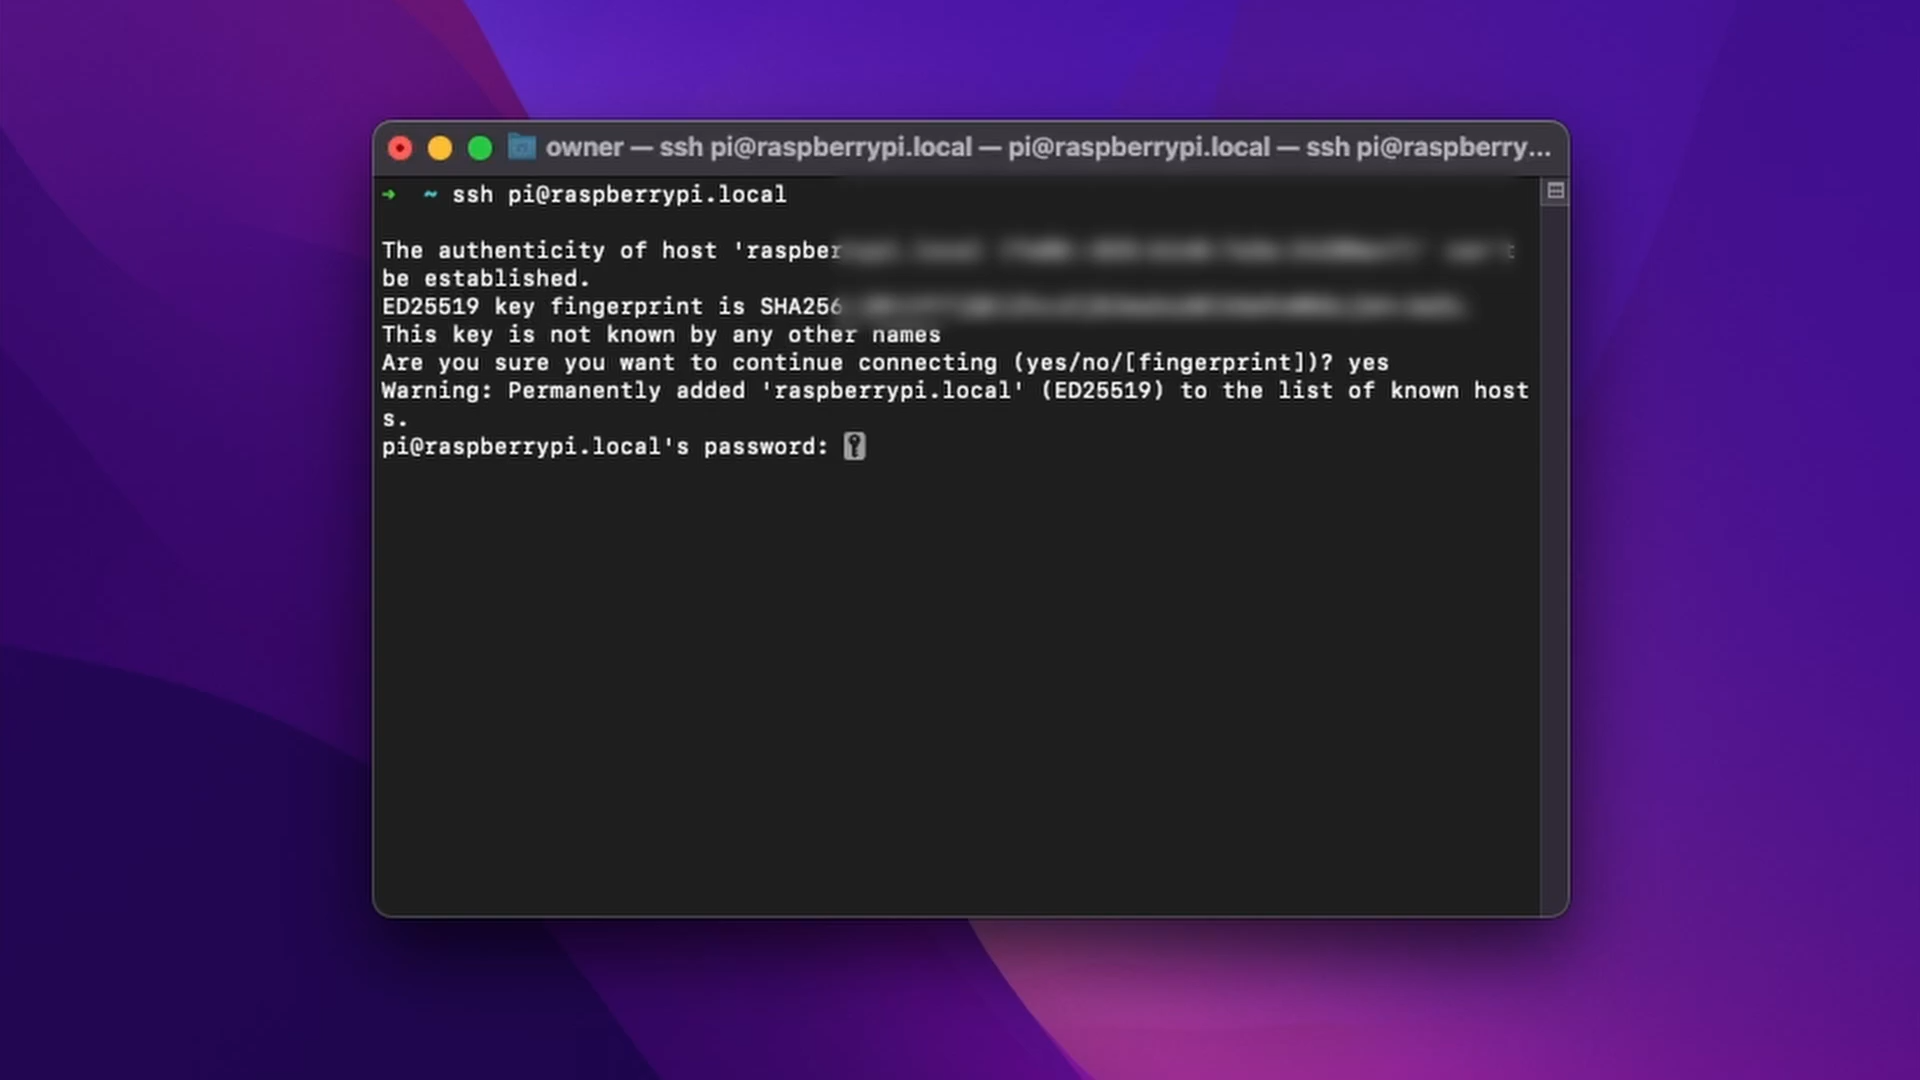 owner — ssh pi@raspberrypi.local — pi@raspberrypi.local — ssh pi@raspberry...
➜ ~ ssh pi@raspberrypi.local
The authenticity of host 'raspber
be established.
ED25519 key fingerprint is SHA256
This key is not known by any other names
Are you sure you want to continue connecting (yes/no/[fingerprint])? yes
Warning: Permanently added 'raspberrypi.local' (ED25519) to the list of known host
s.
pi@raspberrypi.local's password: